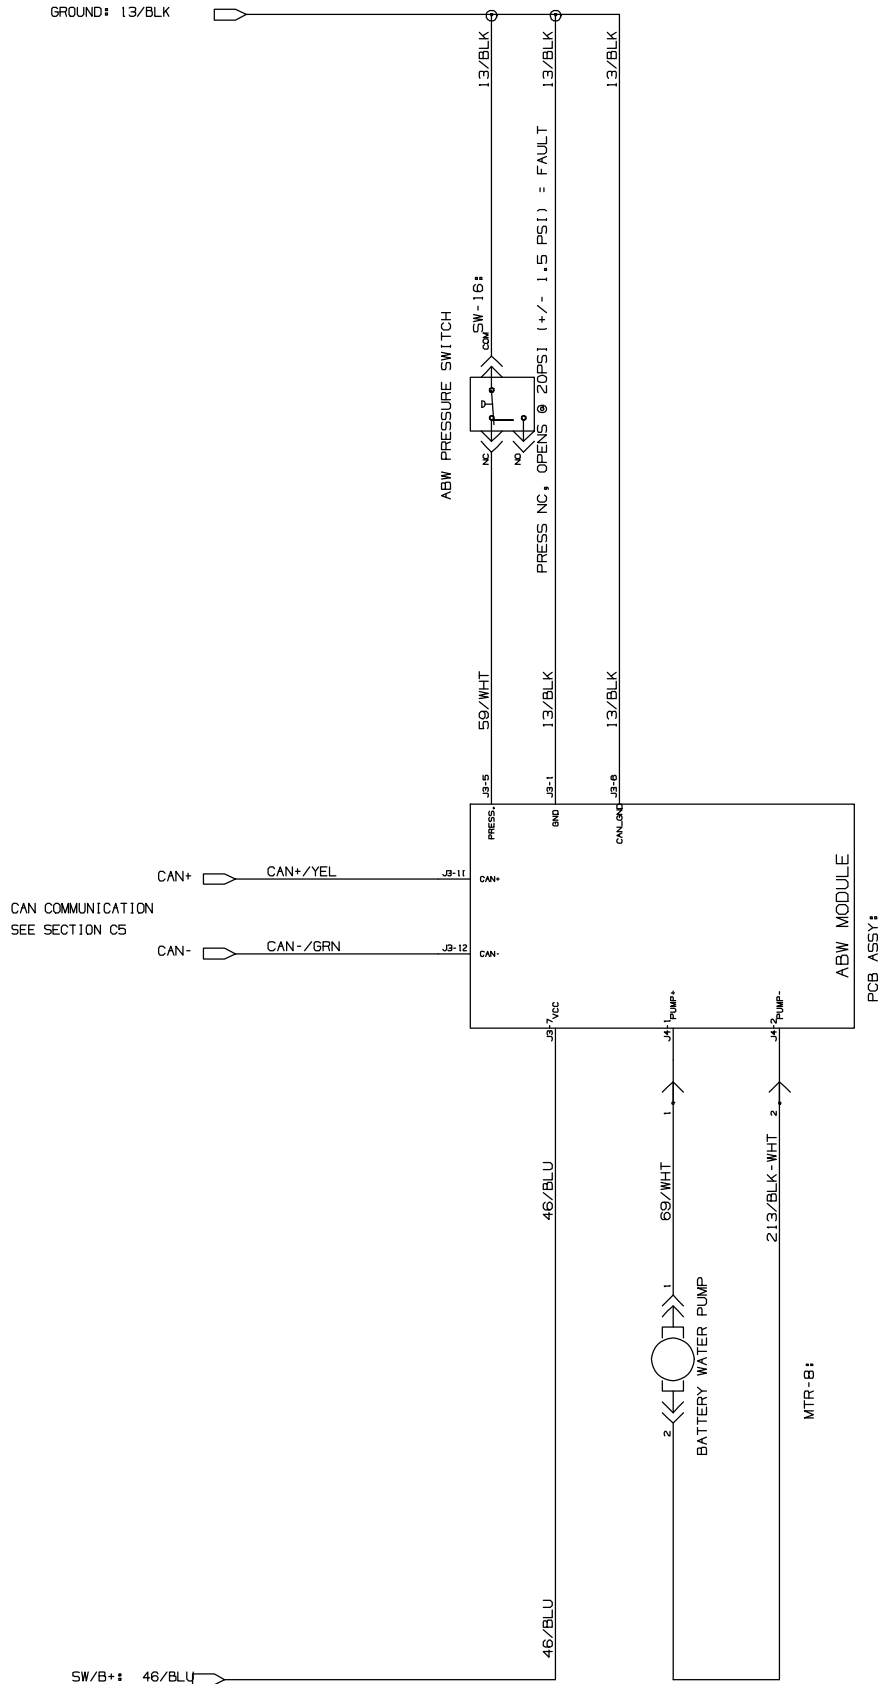 GROUND: 13/BLK
13/BLK
13/BLK
13/BLK
ABW PRESSURE SWITCH
SW-16:
COM
NC
NO
PRESS NC, OPENS @ 20PSI (+/- 1.5 PSI) = FAULT
59/WHT
13/BLK
13/BLK
J3-5
J3-1
J3-8
PRESS.
GND
CAN_GND
CAN+
CAN+/YEL
J3-11
CAN+
CAN COMMUNICATION
SEE SECTION C5
CAN-
CAN-/GRN
J3-12
CAN-
ABW MODULE
PCB ASSY:
J3-7
VCC
J4-1
PUMP+
J4-2
PUMP-
1
2
46/BLU
69/WHT
213/BLK-WHT
1
BATTERY WATER PUMP
2
MTR-8:
46/BLU
SW/B+: 46/BLU